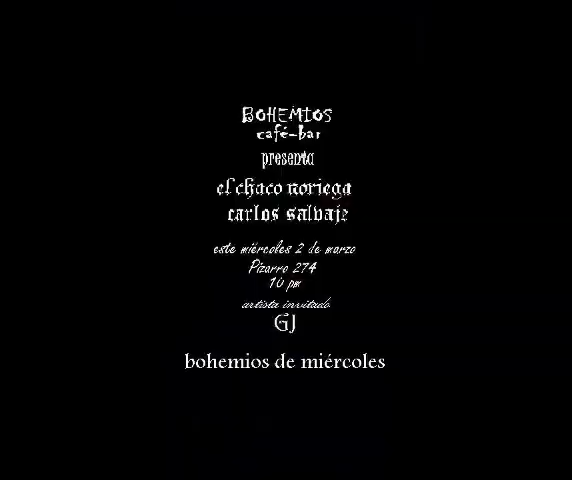 BOHEMIOS
café-bar
presenta
el chaco noriega
carlos salvaje
este miércoles 2 de marzo
Pizarro 274
10 pm
artista invitado
GJ
bohemios de miércoles